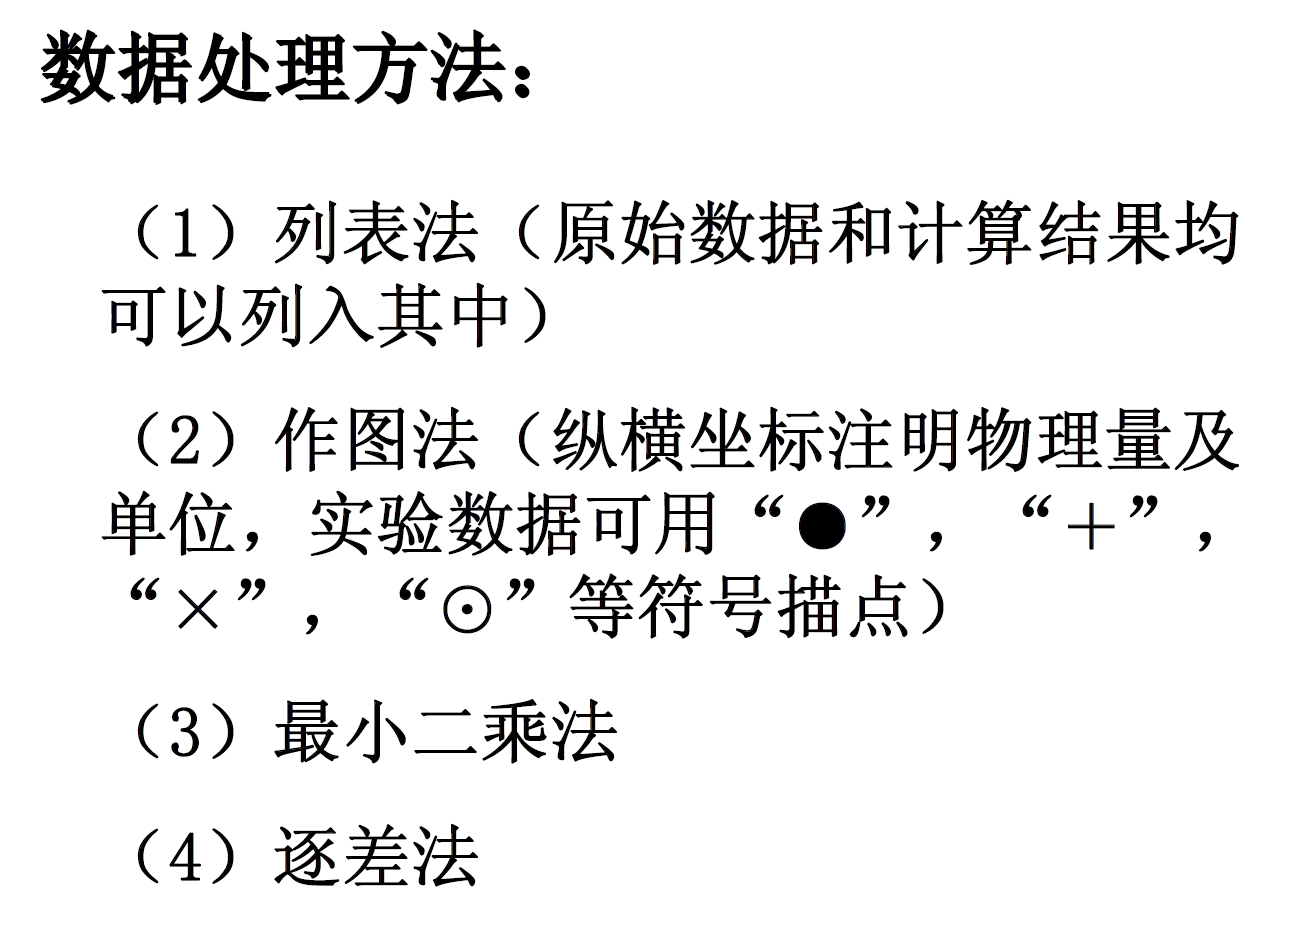 数据处理方法：
（1）列表法（原始数据和计算结果均
可以列入其中）
（2）作图法（纵横坐标注明物理量及
单位，实验数据可用“●”，“＋”，
“×”，“⊙”等符号描点）
（3）最小二乘法
（4）逐差法